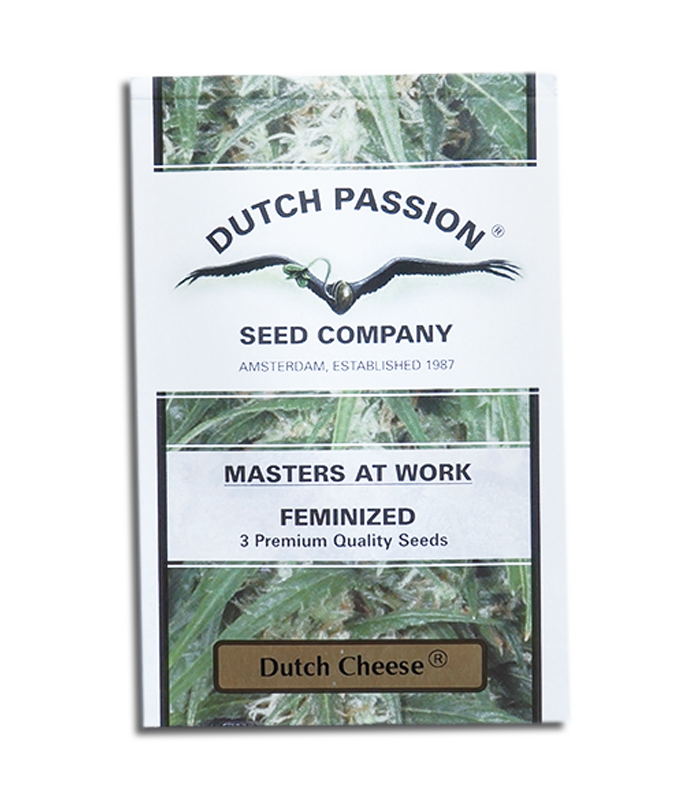 DUTCH PASSION®
SEED COMPANY
AMSTERDAM, ESTABLISHED 1987
MASTERS AT WORK
FEMINIZED
3 Premium Quality Seeds
Dutch Cheese®